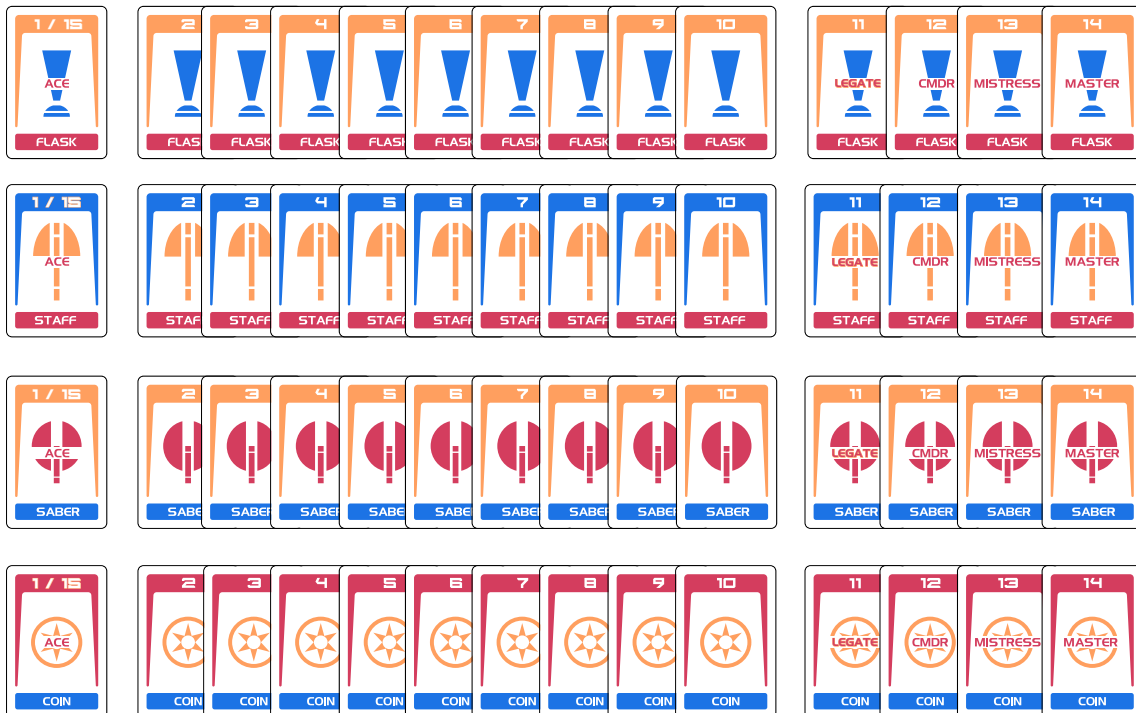 1 / 15 2 3 4 5 6 7 8 9 10 11 12 13 14
ACE LEGATE CMDR MISTRESS MASTER
FLASK FLAS FLASK FLASK FLASK FLASK FLASK FLASK FLASK FLASK FLASK FLASK FLASK FLASK
1 / 15 2 3 4 5 6 7 8 9 10 11 12 13 14
ACE LEGATE CMDR MISTRESS MASTER
STAFF STAFF STAFF STAFF STAFF STAFF STAFF STAFF STAFF STAFF STAFF STAFF STAFF STAFF
1 / 15 2 3 4 5 6 7 8 9 10 11 12 13 14
ACE LEGATE CMDR MISTRESS MASTER
SABER SABE SABER SABER SABER SABER SABER SABER SABER SABER SABER SABER SABER SABER
1 / 15 2 3 4 5 6 7 8 9 10 11 12 13 14
ACE LEGATE CMDR MISTRESS MASTER
COIN COIN COIN COIN COIN COIN COIN COIN COIN COIN COIN COIN COIN COIN